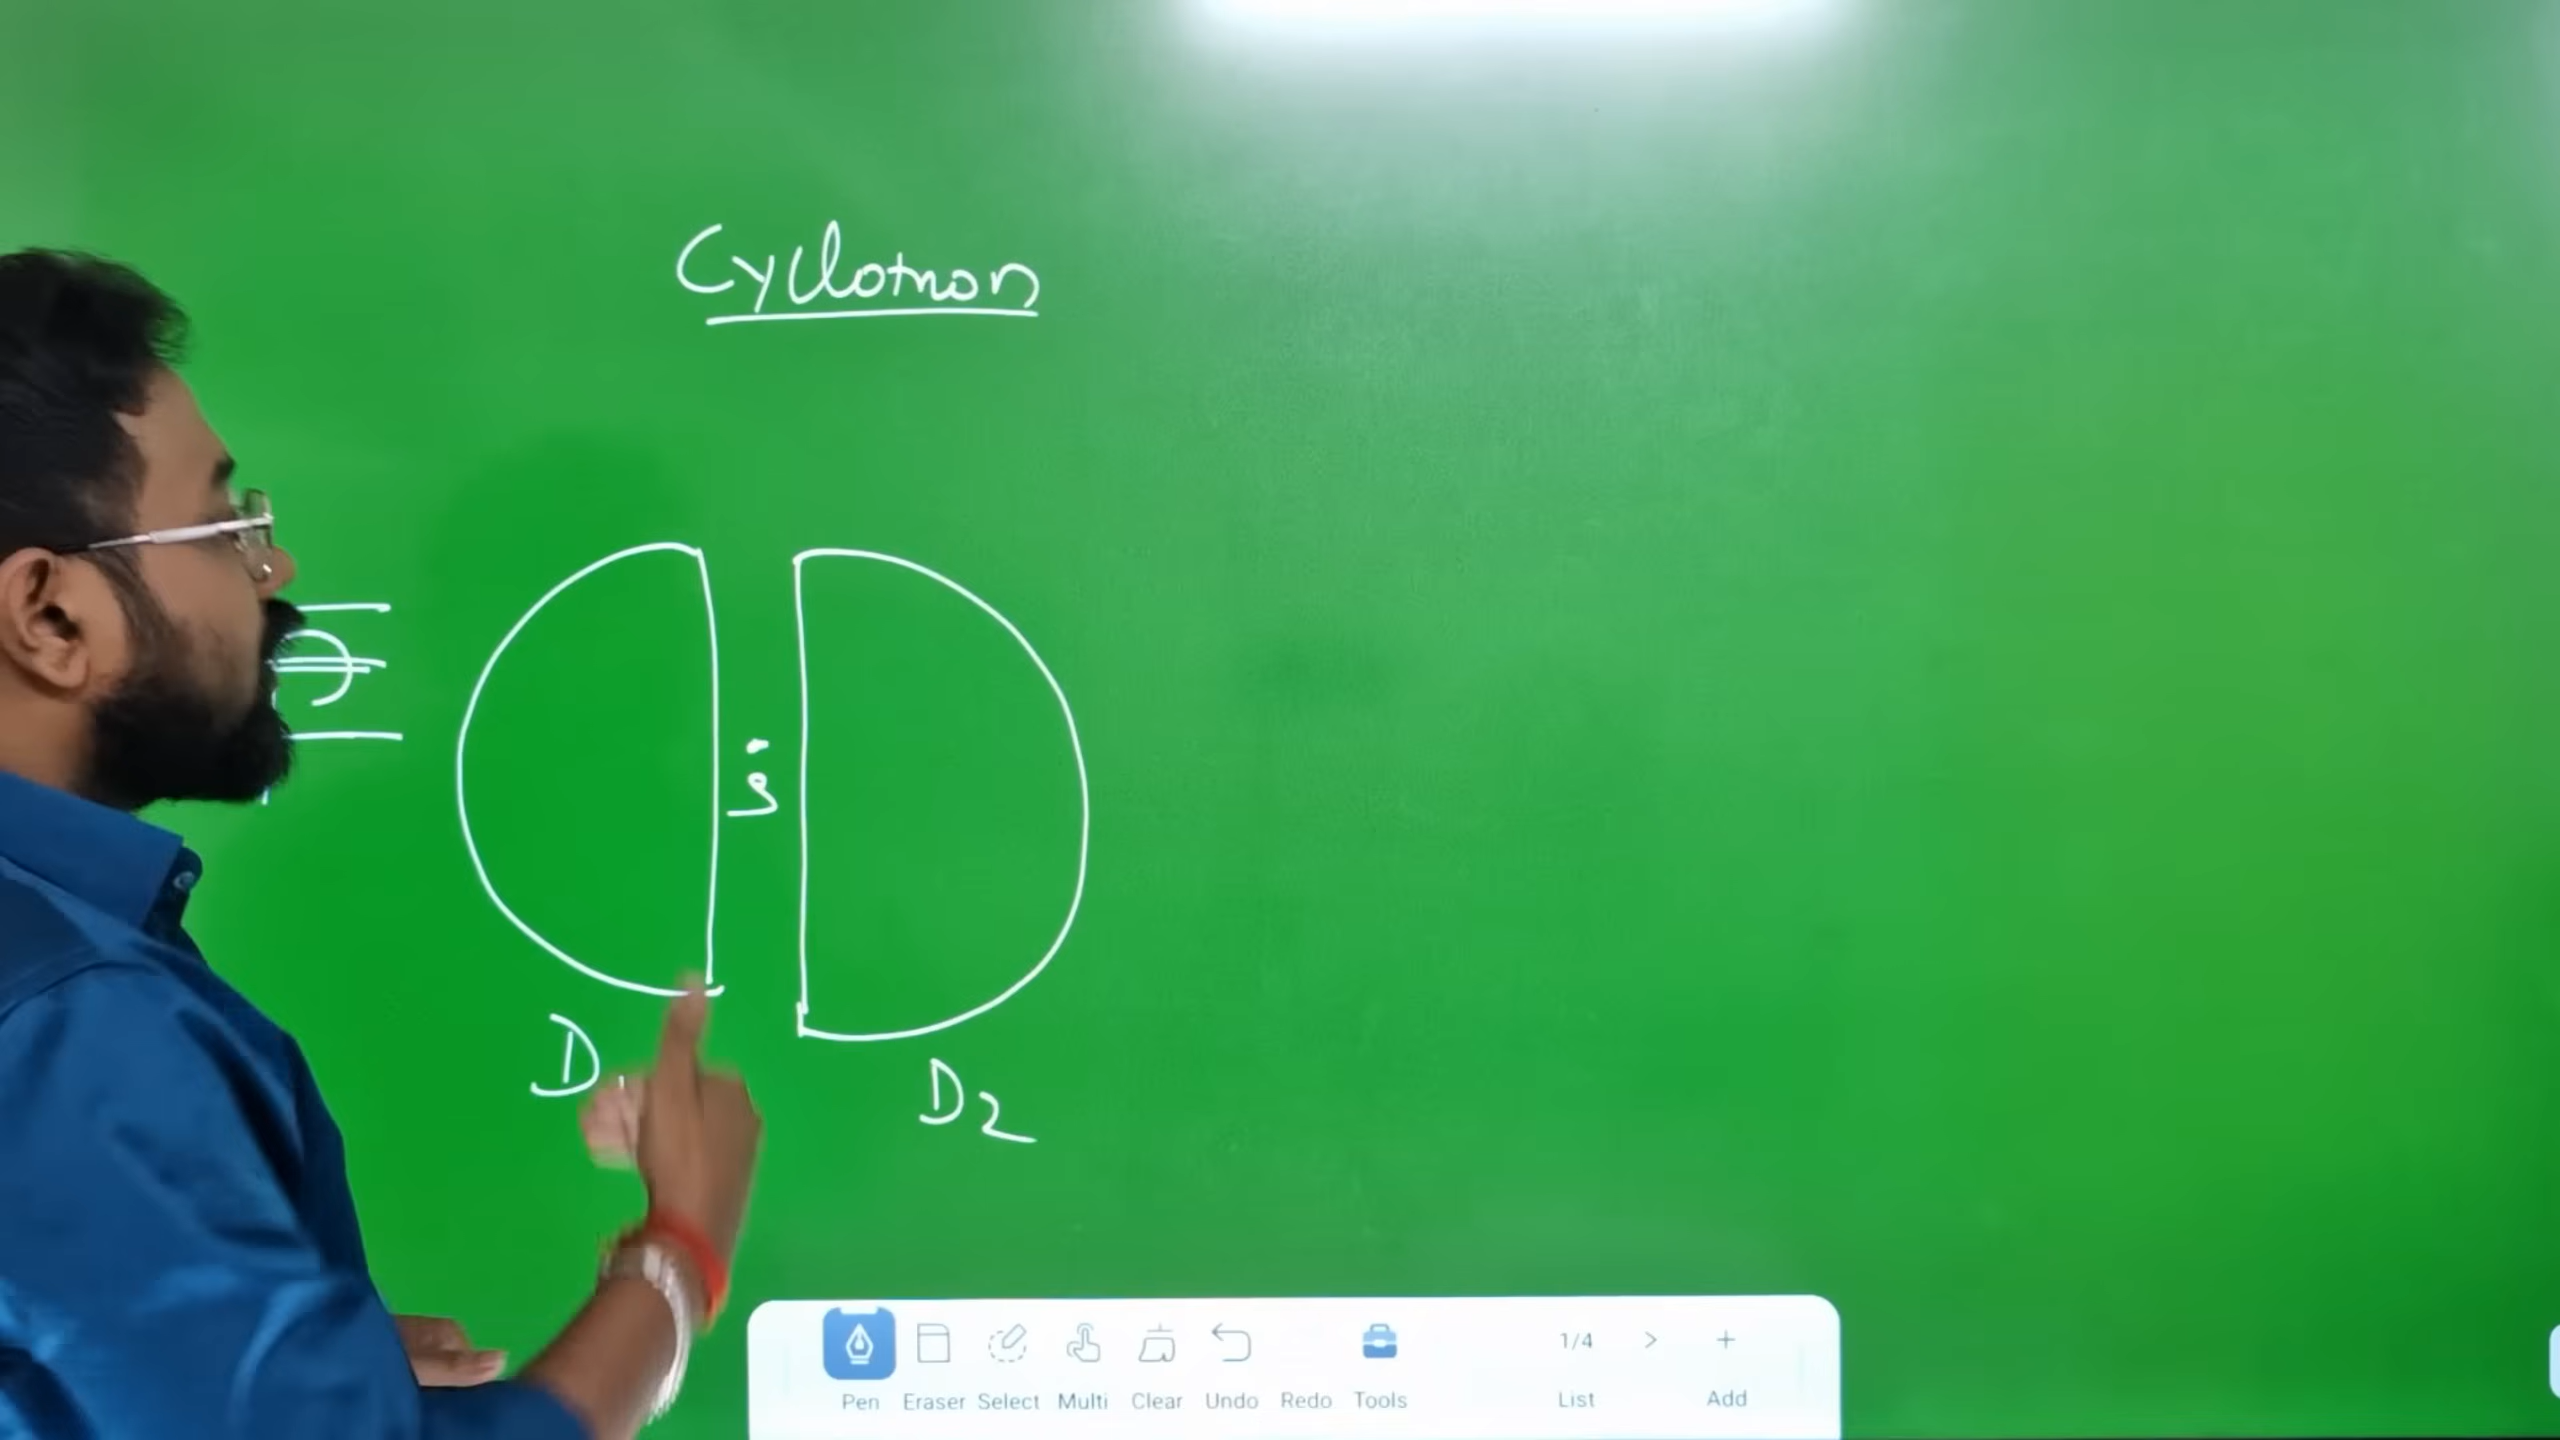 Cyclotron
S
D1
D2
1/4
Pen Eraser Select Multi Clear Undo Redo Tools List Add